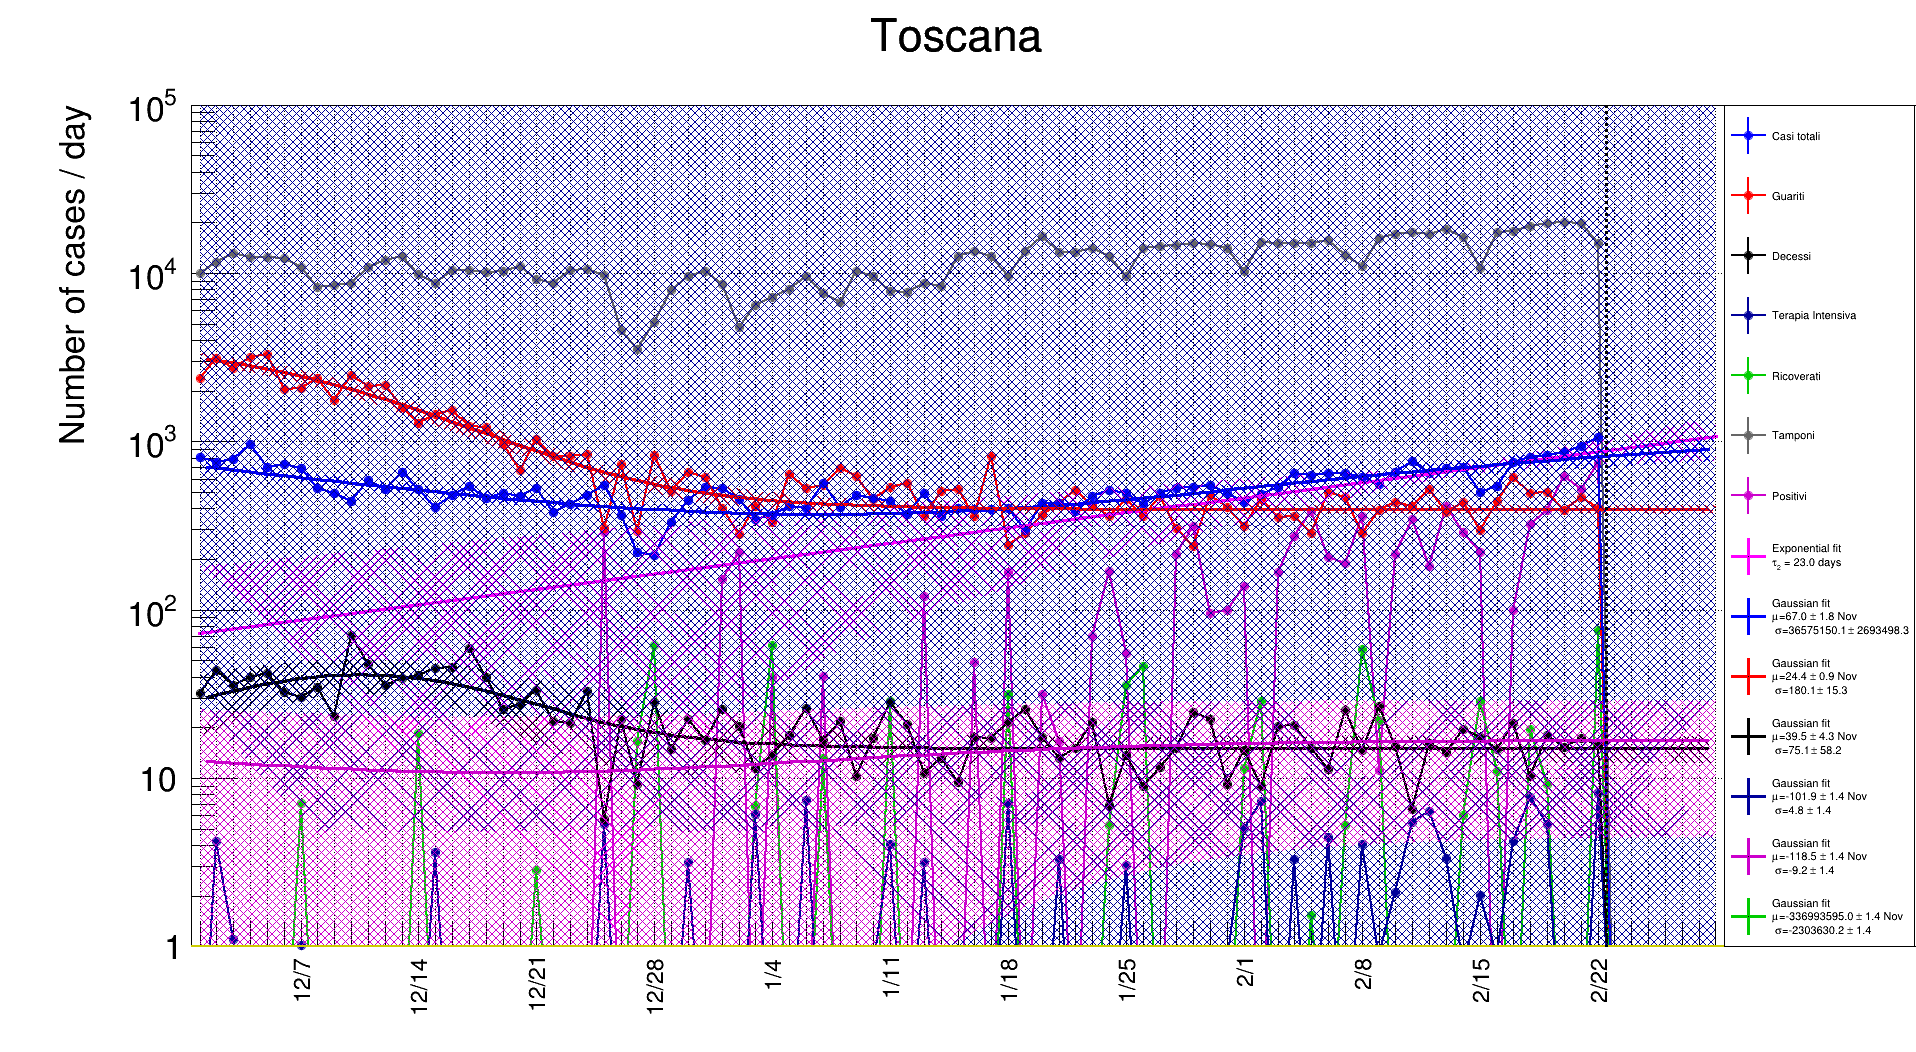 Toscana
Number of cases / day
10^5
10^4
10^3
10^2
10
1
12/7
12/14
12/21
12/28
1/4
1/11
1/18
1/25
2/1
2/8
2/15
2/22
Casi totali
Guariti
Decessi
Terapia Intensiva
Ricoverati
Tamponi
Positivi
Exponential fit
τ₂ = 23.0 days
Gaussian fit
μ=67.0 ± 1.8 Nov
σ=36575150.1 ± 2693498.3
Gaussian fit
μ=24.4 ± 0.9 Nov
σ=180.1 ± 15.3
Gaussian fit
μ=39.5 ± 4.3 Nov
σ=75.1 ± 58.2
Gaussian fit
μ=-101.9 ± 1.4 Nov
σ=4.8 ± 1.4
Gaussian fit
μ=-118.5 ± 1.4 Nov
σ=-9.2 ± 1.4
Gaussian fit
μ=-336993595.0 ± 1.4 Nov
σ=-2303630.2 ± 1.4